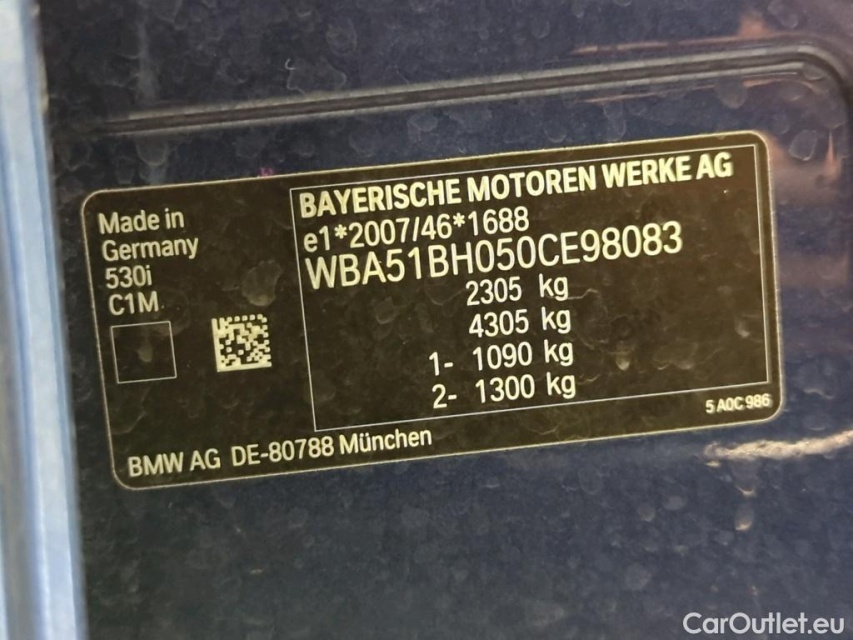 BAYERISCHE MOTOREN WERKE AG
e1*2007/46*1688
WBA51BH050CE98083
2305 kg
4305 kg
1- 1090 kg
2- 1300 kg
Made in
Germany
530i
C1M
5 A0C 986
BMW AG DE-80788 München
CarOutlet.eu